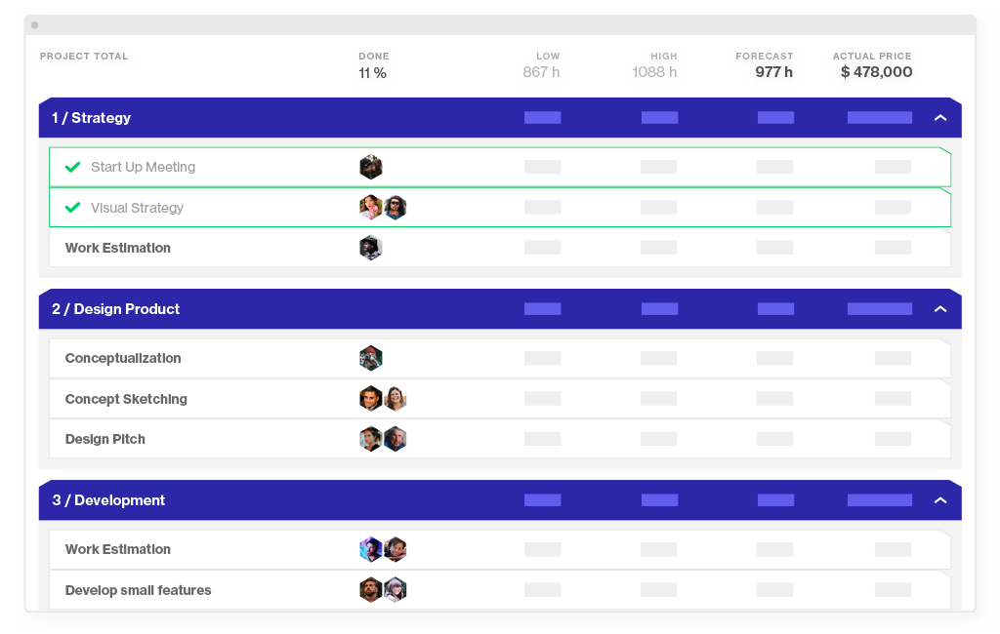 PROJECT TOTAL DONE LOW HIGH FORECAST ACTUAL PRICE
11 % 867 h 1088 h 977 h $ 478,000
1 / Strategy
Start Up Meeting
Visual Strategy
Work Estimation
2 / Design Product
Conceptualization
Concept Sketching
Design Pitch
3 / Development
Work Estimation
Develop small features